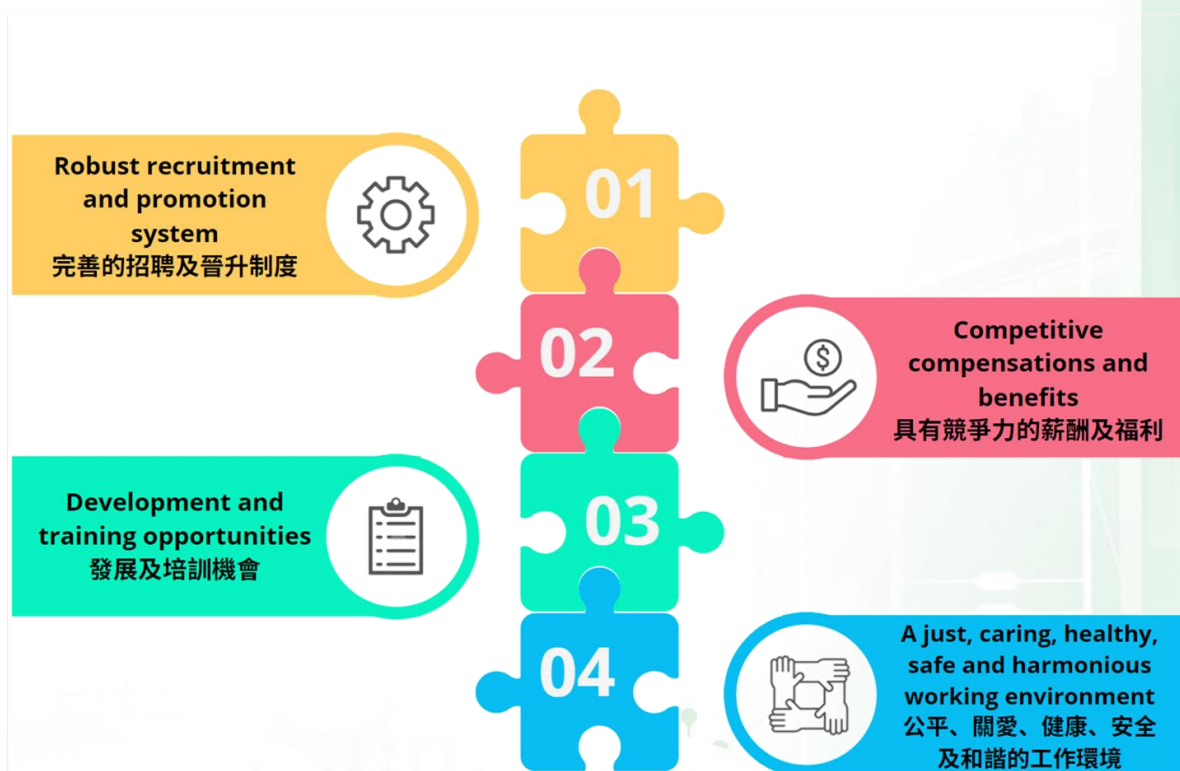 Robust recruitment
and promotion
system
完善的招聘及晉升制度
01
02
Competitive
compensations and
benefits
具有競爭力的薪酬及福利
Development and
training opportunities
發展及培訓機會
03
04
A just, caring, healthy,
safe and harmonious
working environment
公平、關愛、健康、安全
及和諧的工作環境
$